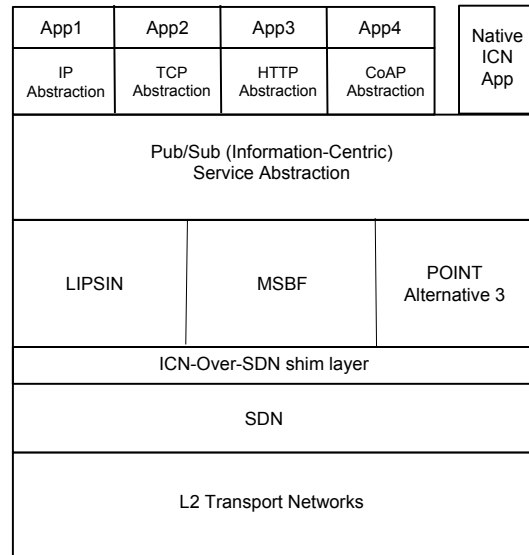 App1
App2
App3
App4
Native
ICN
App
IP
Abstraction
TCP
Abstraction
HTTP
Abstraction
CoAP
Abstraction
Pub/Sub (Information-Centric)
Service Abstraction
LIPSIN
MSBF
POINT
Alternative 3
ICN-Over-SDN shim layer
SDN
L2 Transport Networks